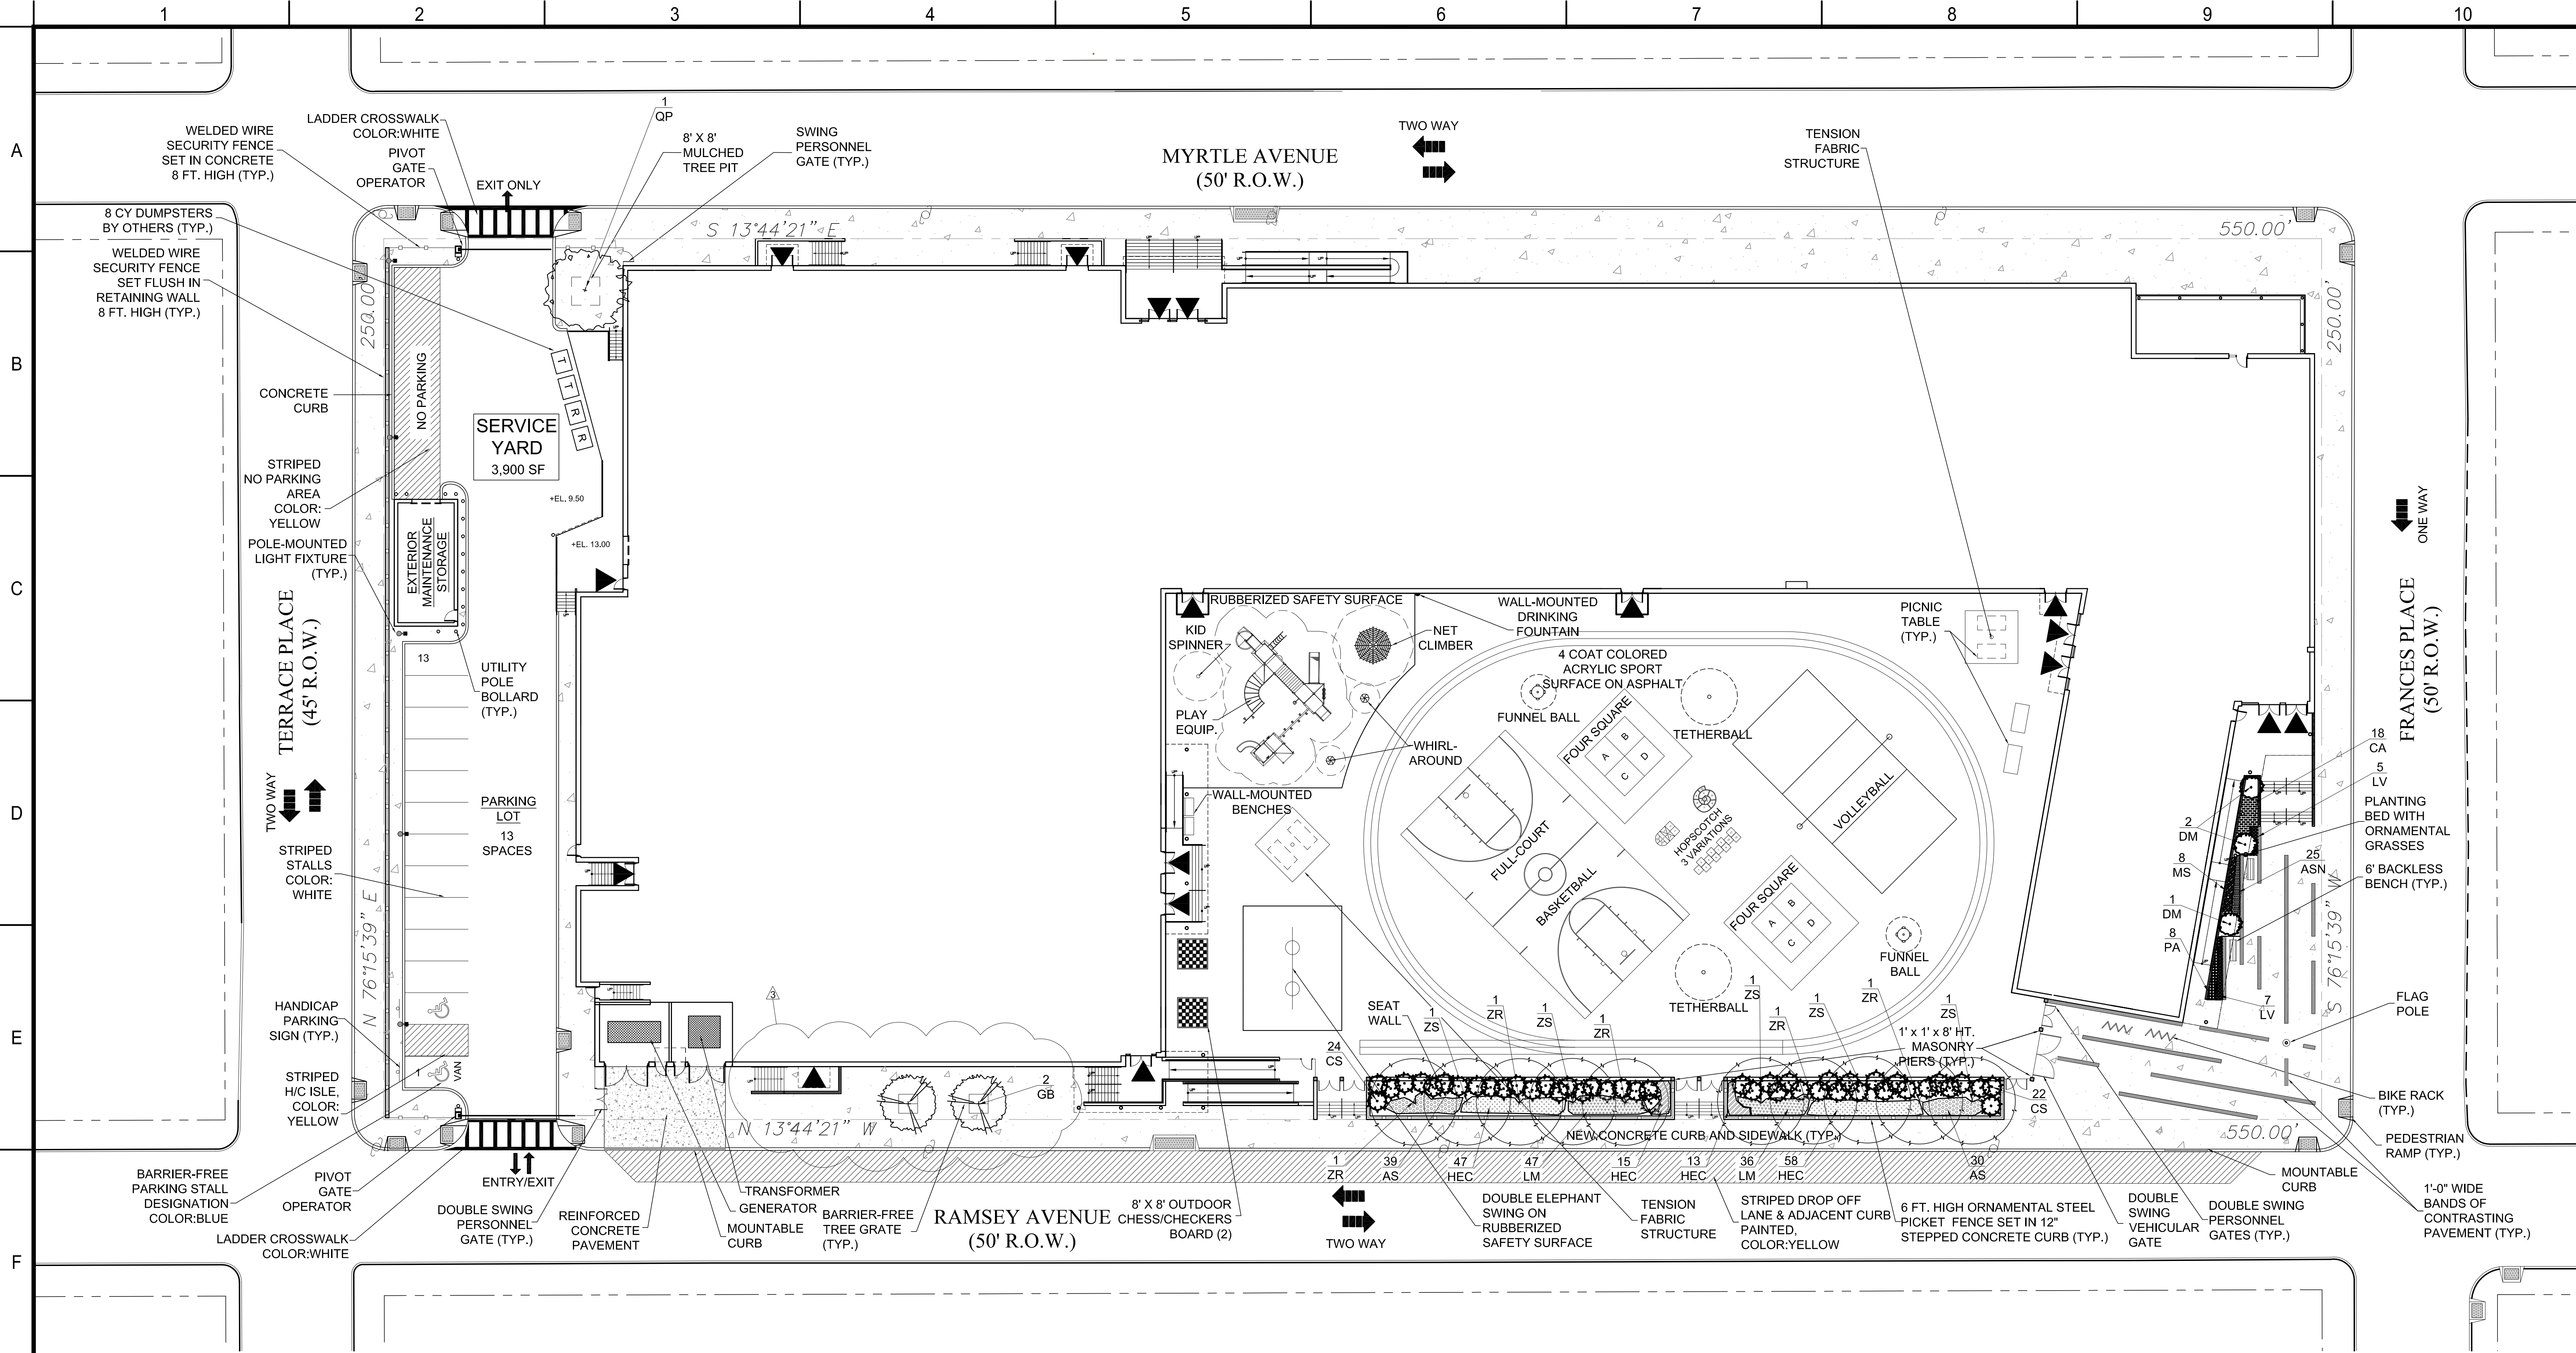 1
2
3
4
5
6
7
8
9
10
A
B
C
D
E
F
WELDED WIRE
SECURITY FENCE
SET IN CONCRETE
8 FT. HIGH (TYP.)
LADDER CROSSWALK
COLOR:WHITE
PIVOT
GATE
OPERATOR
EXIT ONLY
1
QP
8' X 8'
MULCHED
TREE PIT
SWING
PERSONNEL
GATE (TYP.)
MYRTLE AVENUE
(50' R.O.W.)
TWO WAY
TENSION
FABRIC
STRUCTURE
8 CY DUMPSTERS
BY OTHERS (TYP.)
WELDED WIRE
SECURITY FENCE
SET FLUSH IN
RETAINING WALL
8 FT. HIGH (TYP.)
S 13°44'21" E
550.00'
250.00'
250.00'
CONCRETE
CURB
NO PARKING
T
T
R
R
SERVICE
YARD
3,900 SF
STRIPED
NO PARKING
AREA
COLOR:
YELLOW
+EL. 9.50
+EL. 13.00
POLE-MOUNTED
LIGHT FIXTURE
(TYP.)
EXTERIOR
MAINTENANCE
STORAGE
ONE WAY
TERRACE PLACE
(45' R.O.W.)
FRANCES PLACE
(50' R.O.W.)
13
UTILITY
POLE
BOLLARD
(TYP.)
RUBBERIZED SAFETY SURFACE
KID
SPINNER
NET
CLIMBER
WALL-MOUNTED
DRINKING
FOUNTAIN
PICNIC
TABLE
(TYP.)
4 COAT COLORED
ACRYLIC SPORT
SURFACE ON ASPHALT
PLAY
EQUIP.
FUNNEL BALL
FOUR SQUARE
A
B
C
D
TETHERBALL
WHIRL-
AROUND
18
CA
5
LV
TWO WAY
PARKING
LOT
13
SPACES
WALL-MOUNTED
BENCHES
HOPSCOTCH
3 VARIATIONS
VOLLEYBALL
PLANTING
BED WITH
ORNAMENTAL
GRASSES
2
DM
STRIPED
STALLS
COLOR:
WHITE
FULL-COURT
BASKETBALL
8
MS
25
ASN
6' BACKLESS
BENCH (TYP.)
1
DM
8
PA
FOUR SQUARE
A
B
C
D
N 76°15'39" E
S 76°15'39" W
FUNNEL
BALL
TETHERBALL
HANDICAP
PARKING
SIGN (TYP.)
3
SEAT
WALL
1
ZS
1
ZR
1
ZS
1
ZR
1
ZS
1
ZR
1
ZS
1
ZR
1
ZS
7
LV
FLAG
POLE
1' x 1' x 8' HT.
MASONRY
PIERS (TYP.)
24
CS
STRIPED
H/C ISLE,
COLOR:
YELLOW
1
VAN
2
GB
22
CS
BIKE RACK
(TYP.)
N 13°44'21" W
NEW CONCRETE CURB AND SIDEWALK (TYP.)
550.00'
PEDESTRIAN
RAMP (TYP.)
1
ZR
39
AS
47
HEC
47
LM
15
HEC
13
HEC
36
LM
58
HEC
30
AS
BARRIER-FREE
PARKING STALL
DESIGNATION
COLOR:BLUE
PIVOT
GATE
OPERATOR
ENTRY/EXIT
LADDER CROSSWALK
COLOR:WHITE
DOUBLE SWING
PERSONNEL
GATE (TYP.)
REINFORCED
CONCRETE
PAVEMENT
TRANSFORMER
GENERATOR
MOUNTABLE
CURB
BARRIER-FREE
TREE GRATE
(TYP.)
RAMSEY AVENUE
(50' R.O.W.)
8' X 8' OUTDOOR
CHESS/CHECKERS
BOARD (2)
TWO WAY
DOUBLE ELEPHANT
SWING ON
RUBBERIZED
SAFETY SURFACE
TENSION
FABRIC
STRUCTURE
STRIPED DROP OFF
LANE & ADJACENT CURB
PAINTED,
COLOR:YELLOW
6 FT. HIGH ORNAMENTAL STEEL
PICKET FENCE SET IN 12"
STEPPED CONCRETE CURB (TYP.)
DOUBLE
SWING
VEHICULAR
GATE
DOUBLE SWING
PERSONNEL
GATES (TYP.)
MOUNTABLE
CURB
1'-0" WIDE
BANDS OF
CONTRASTING
PAVEMENT (TYP.)